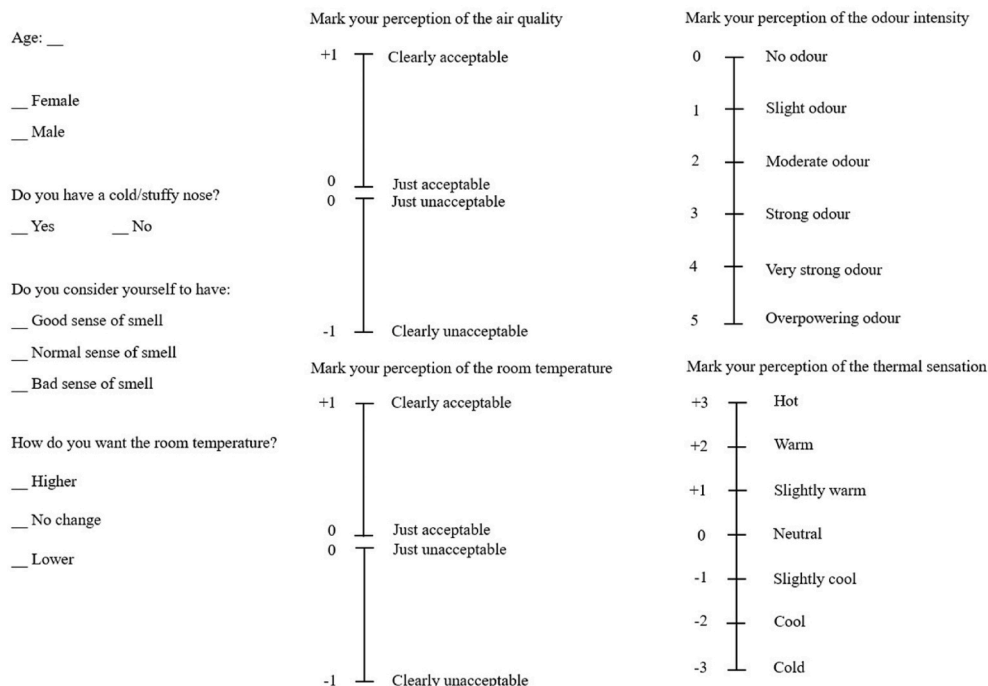 Age: __
__ Female
__ Male
Do you have a cold/stuffy nose?
__ Yes __ No
Do you consider yourself to have:
__ Good sense of smell
__ Normal sense of smell
__ Bad sense of smell
How do you want the room temperature?
__ Higher
__ No change
__ Lower
Mark your perception of the air quality
+1 Clearly acceptable
0 Just acceptable
0 Just unacceptable
-1 Clearly unacceptable
Mark your perception of the room temperature
+1 Clearly acceptable
0 Just acceptable
0 Just unacceptable
-1 Clearly unacceptable
Mark your perception of the odour intensity
0 No odour
1 Slight odour
2 Moderate odour
3 Strong odour
4 Very strong odour
5 Overpowering odour
Mark your perception of the thermal sensation
+3 Hot
+2 Warm
+1 Slightly warm
0 Neutral
-1 Slightly cool
-2 Cool
-3 Cold